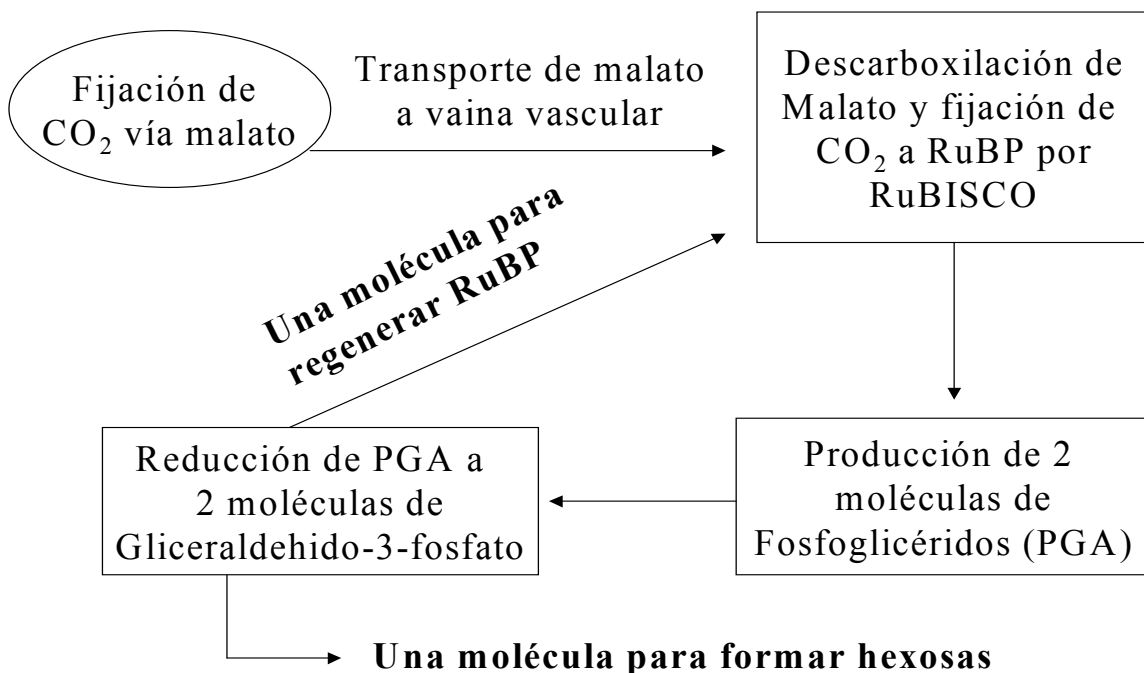 Fijación de
CO₂ vía malato
Transporte de malato
a vaina vascular
Descarboxilación de
Malato y fijación de
CO₂ a RuBP por
RuBISCO
Una molécula para
regenerar RuBP
Reducción de PGA a
2 moléculas de
Gliceraldehido-3-fosfato
Producción de 2
moléculas de
Fosfoglicéridos (PGA)
Una molécula para formar hexosas